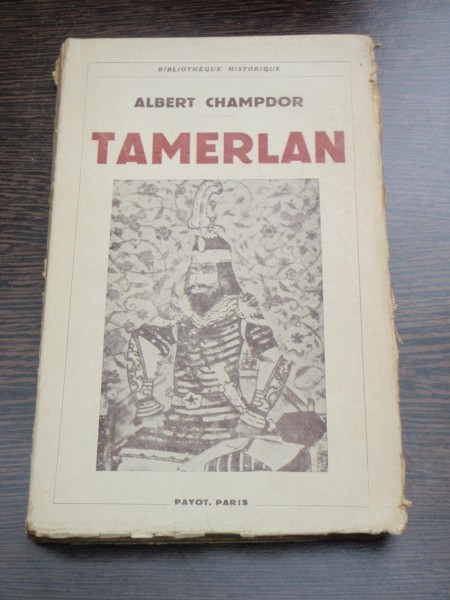 BIBLIOTHÈQUE HISTORIQUE
ALBERT CHAMPDOR
TAMERLAN
PAYOT, PARIS